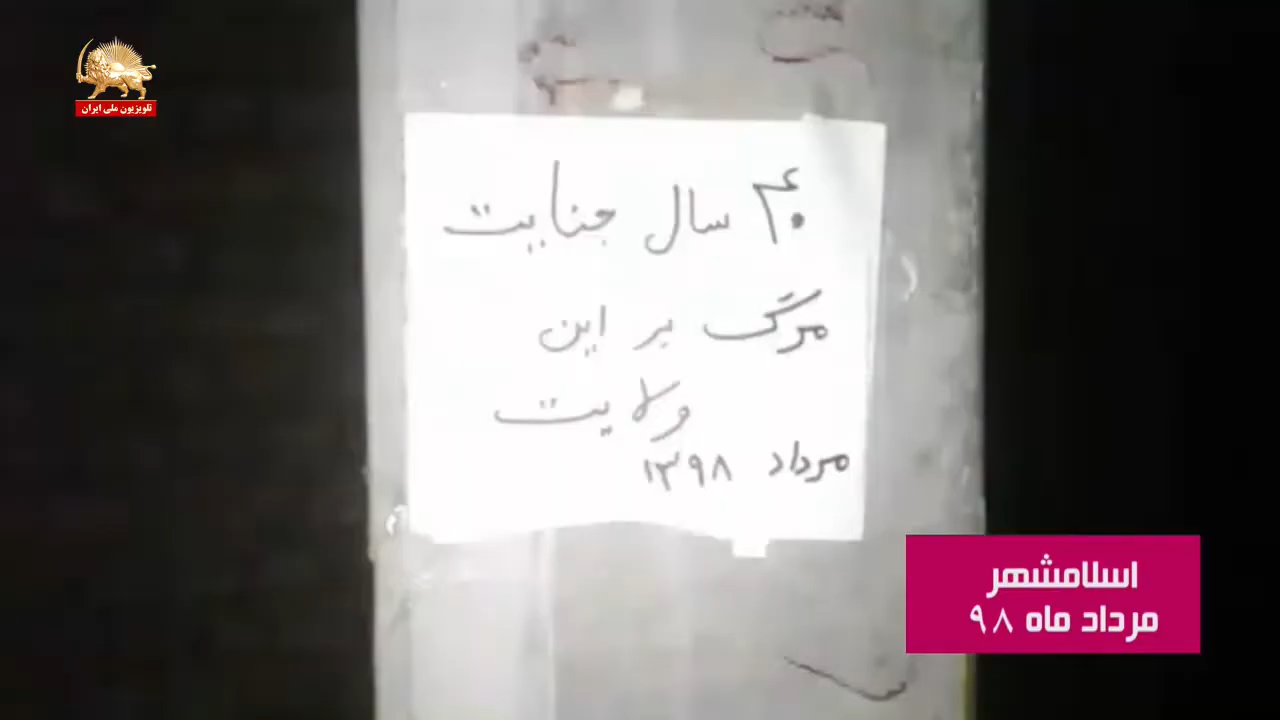 تلویزیون ملی ایران
۴۰ سال جنایت
مرگ بر این
ولایت
مرداد ۱۳۹۸
اسلامشهر
مرداد ماه ۹۸